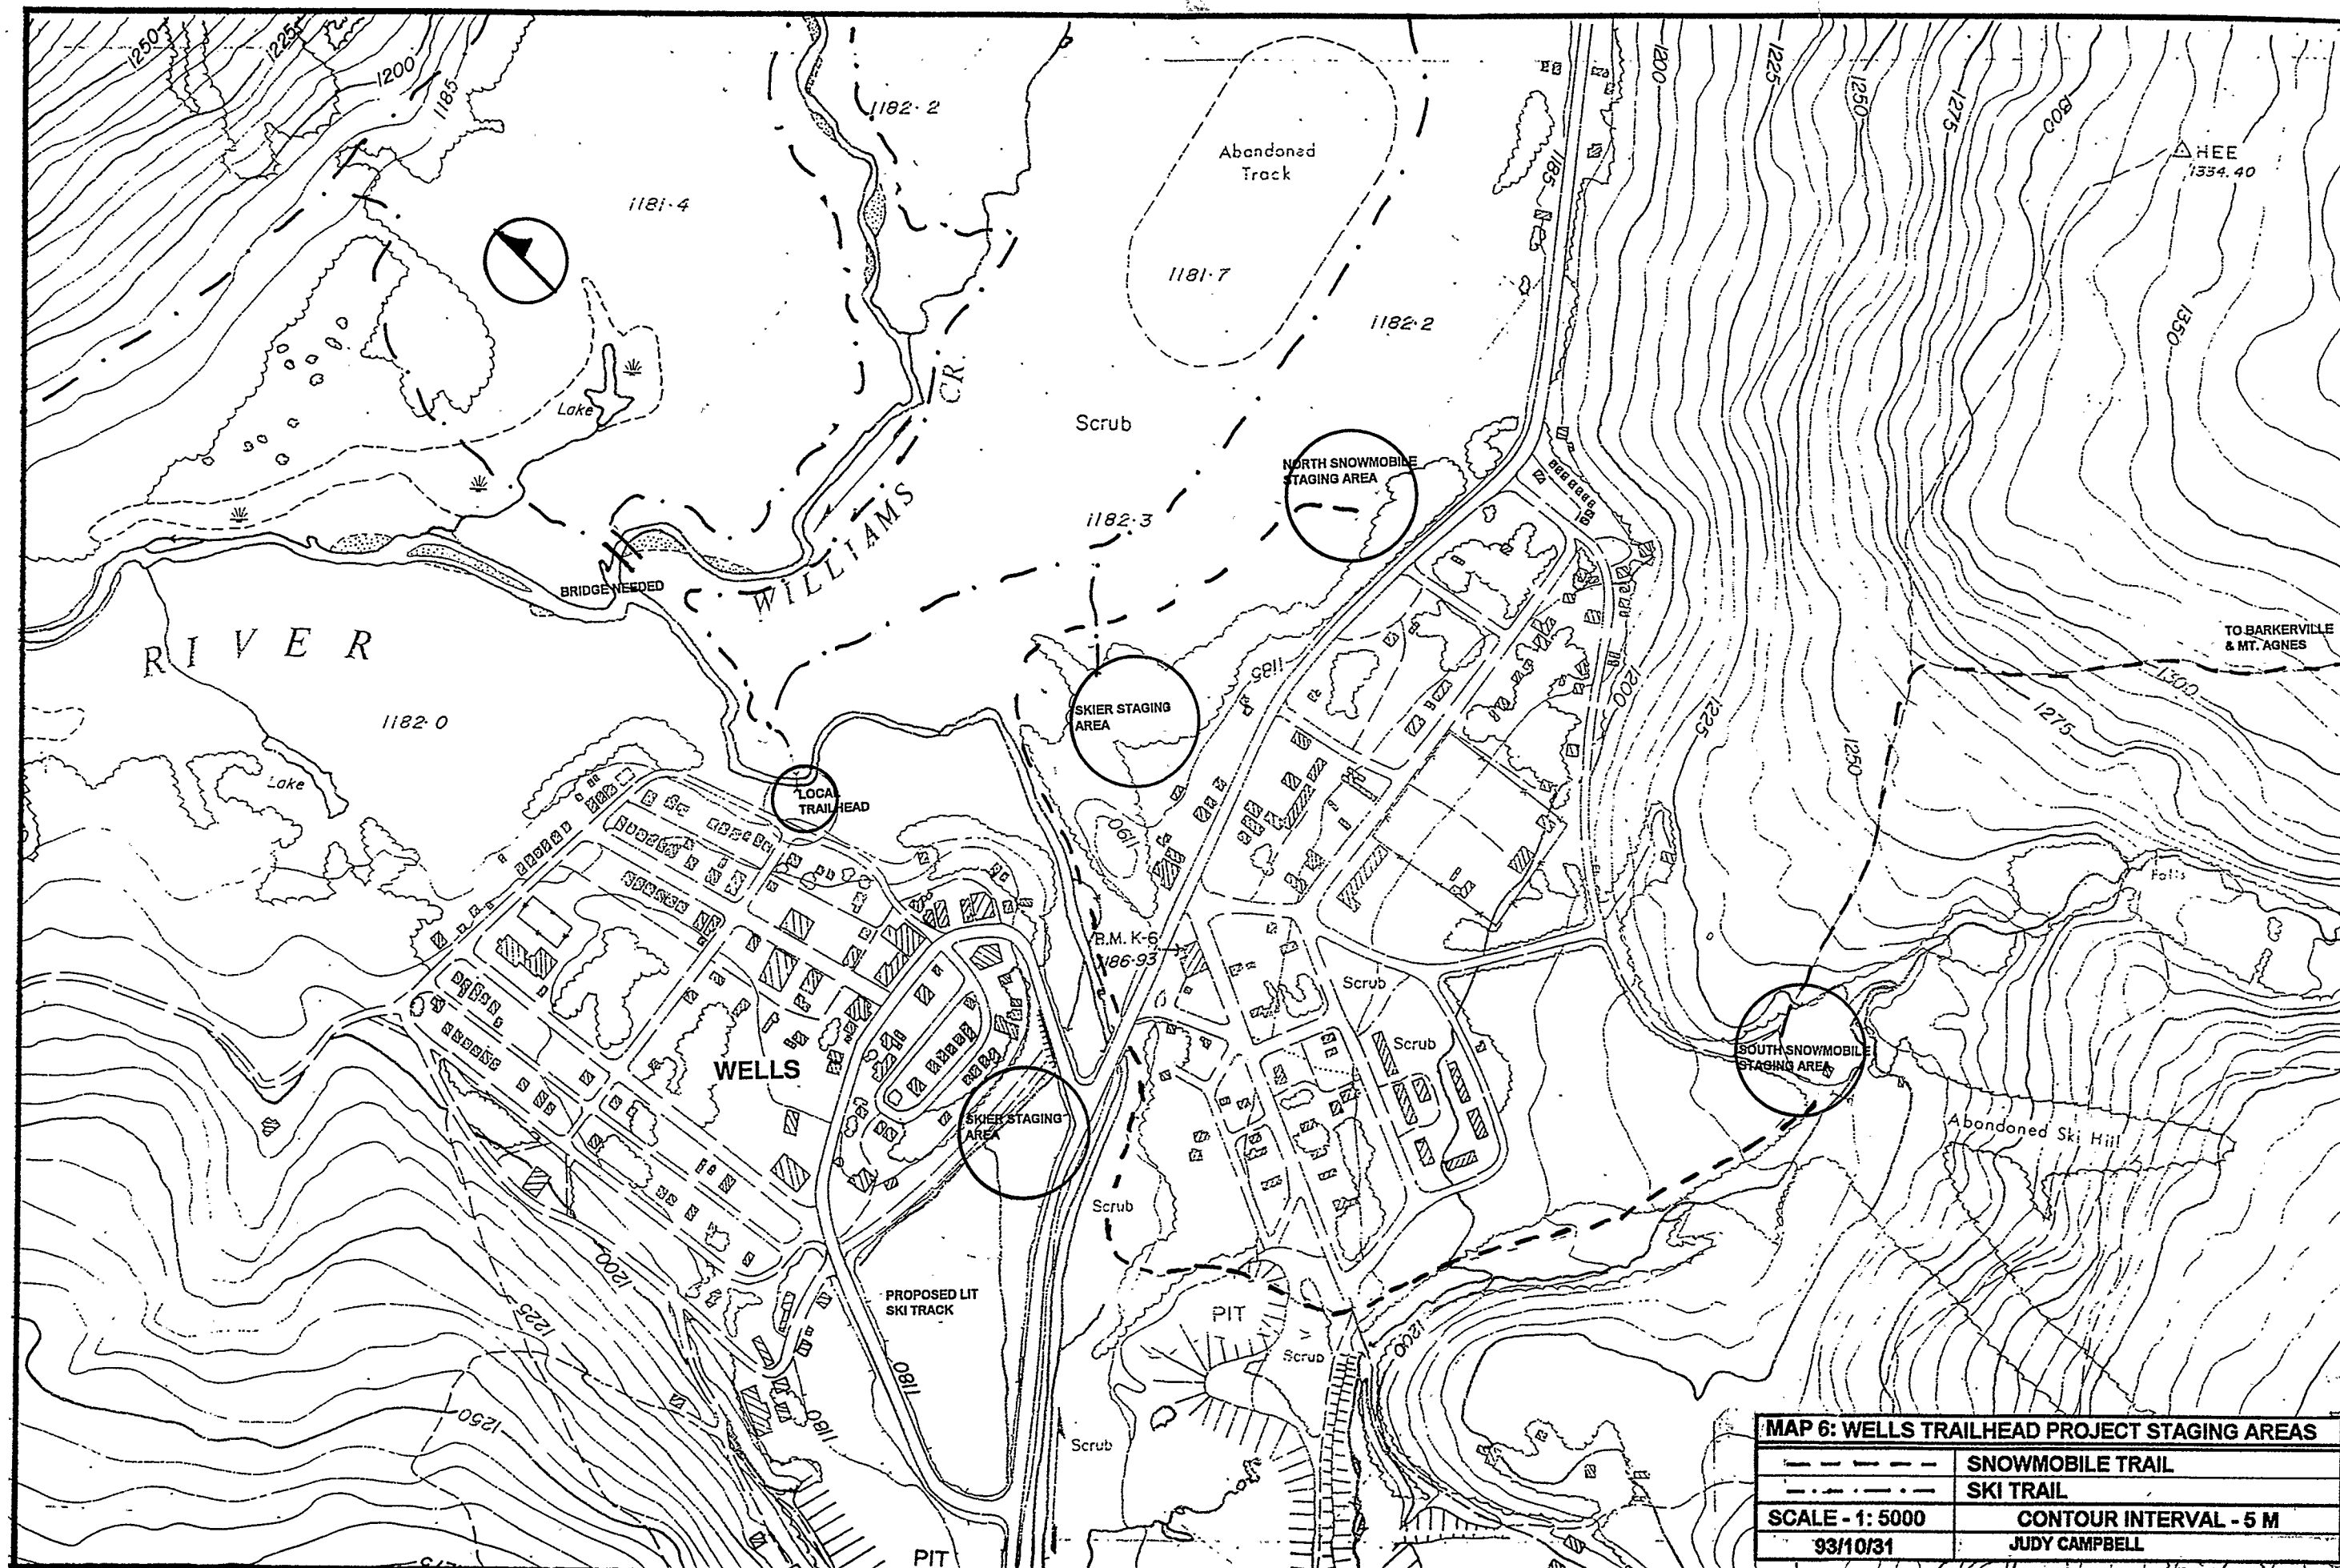 1250
1225
1200
1185
1182·2
1181·4
Abandoned
Track
1181·7
1182·2
1185
1200
1225
1250
1275
1300
HEE
1334.40
1350
Lake
CR.
Scrub
NORTH SNOWMOBILE
STAGING AREA
1182·3
WILLIAMS
BRIDGE NEEDED
RIVER
1182·0
Lake
SKIER STAGING
AREA
1185
1200
1225
1250
TO BARKERVILLE
& MT. AGNES
1300
1275
LOCAL
TRAILHEAD
1190
Falls
B.M. K-6
1186·93
Scrub
Scrub
WELLS
SKIER STAGING
AREA
SOUTH SNOWMOBILE
STAGING AREA
Abandoned Ski Hill
Scrub
PROPOSED LIT
SKI TRACK
PIT
Scrub
1200
1200
1225
1250
1180
1180
Scrub
PIT
MAP 6: WELLS TRAILHEAD PROJECT STAGING AREAS
SNOWMOBILE TRAIL
SKI TRAIL
SCALE - 1: 5000
CONTOUR INTERVAL - 5 M
93/10/31
JUDY CAMPBELL